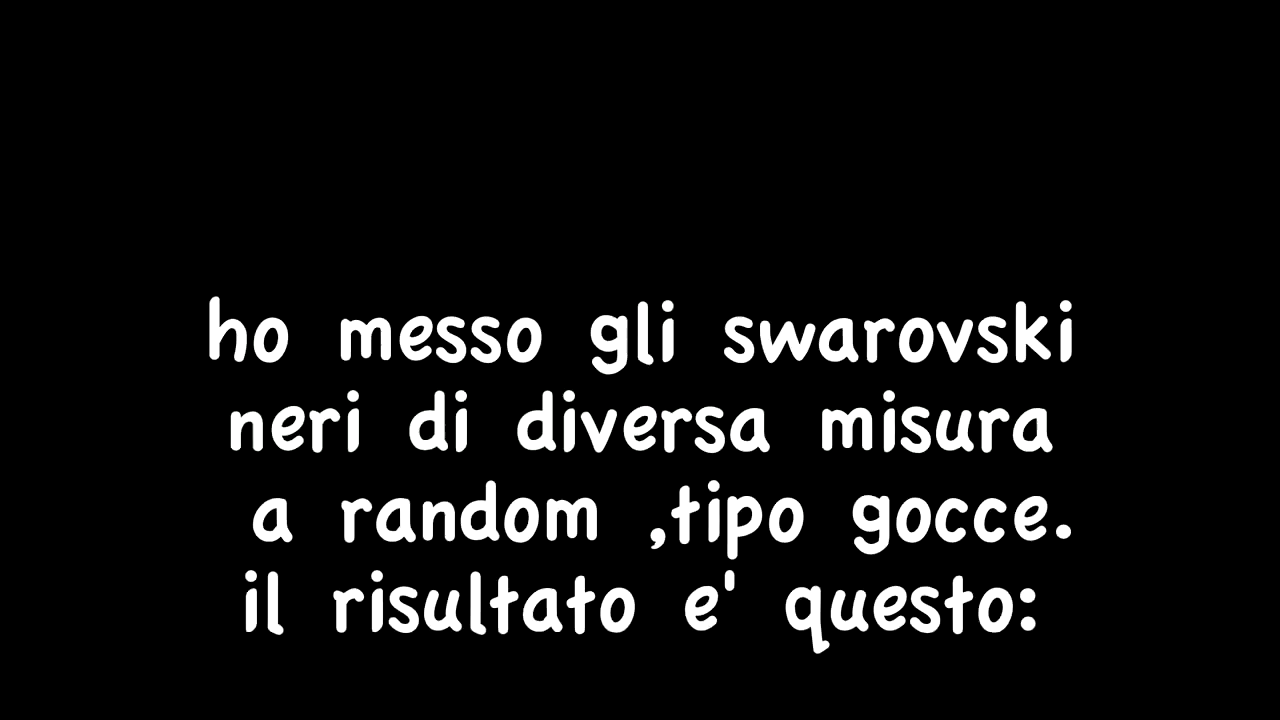 ho messo gli swarovski
neri di diversa misura
a random ,tipo gocce.
il risultato e' questo: